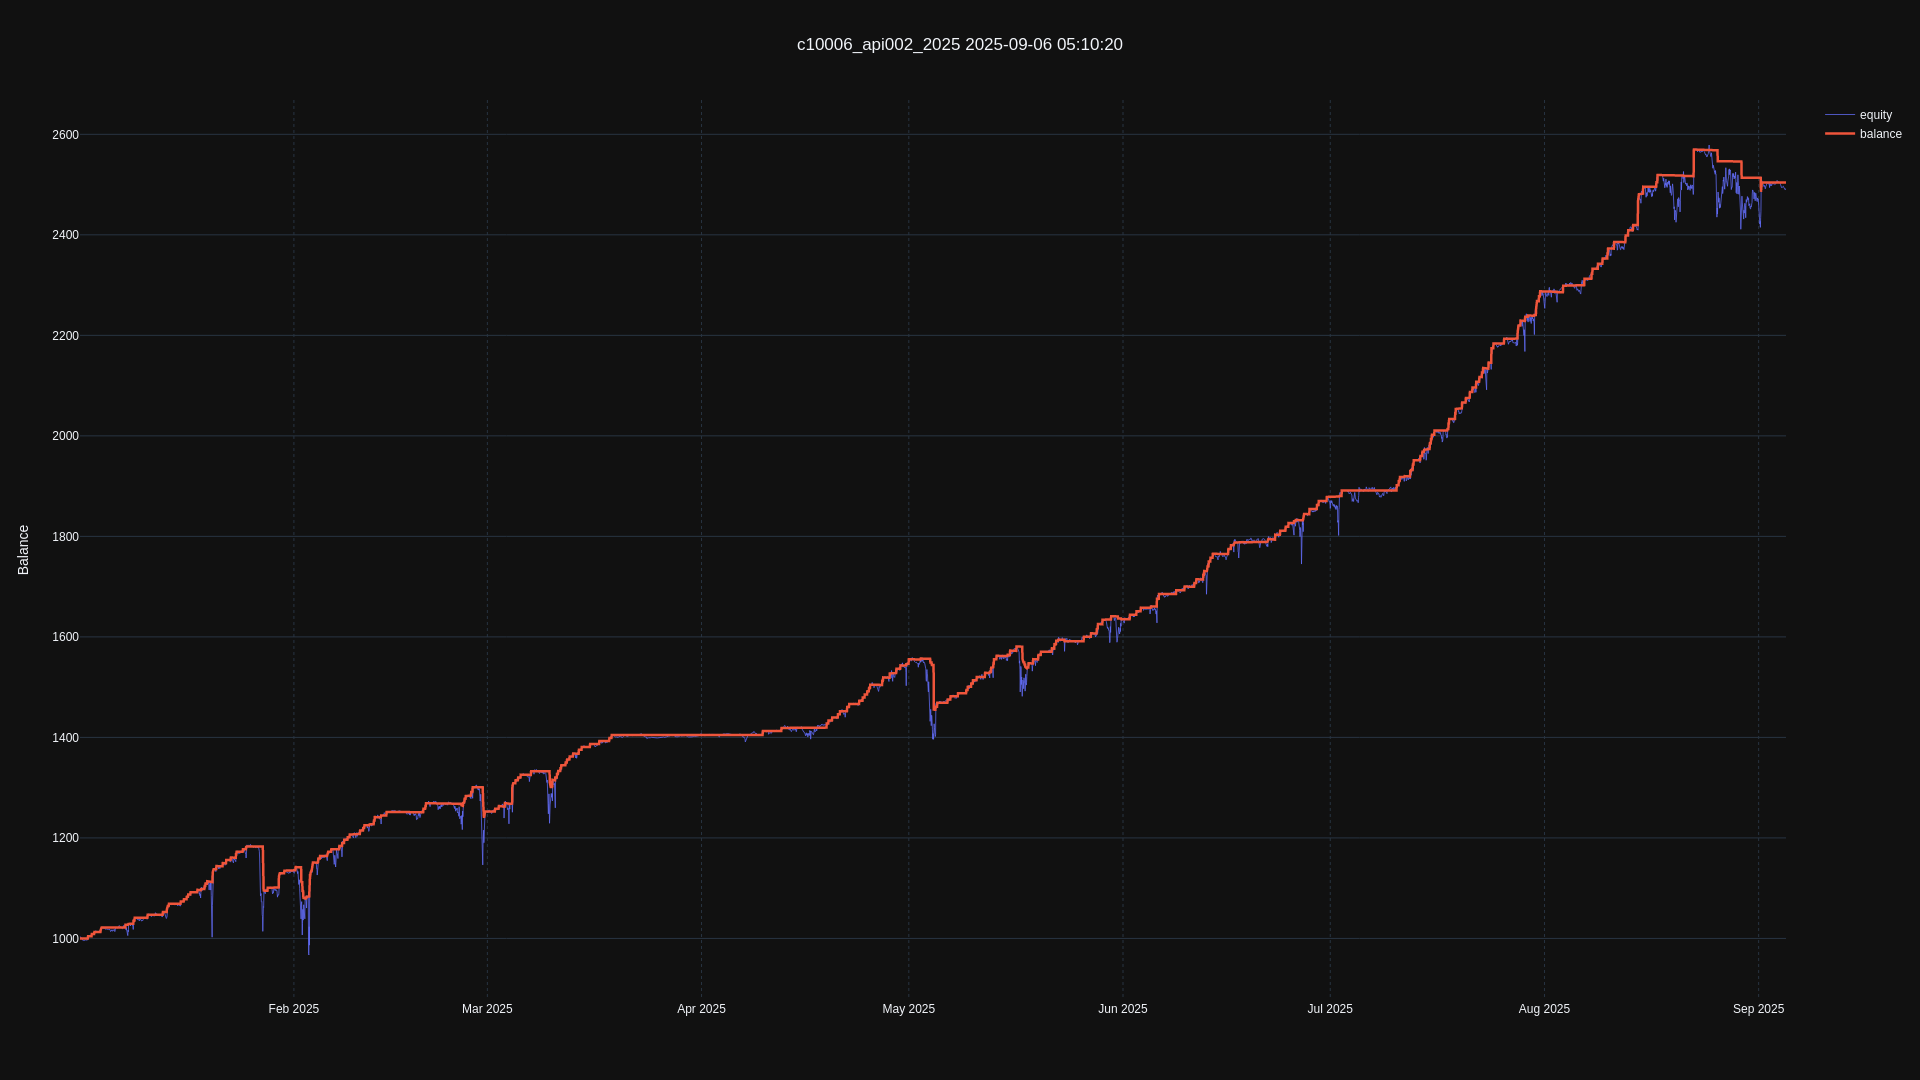 c10006_api002_2025 2025-09-06 05:10:20
equity
balance
Balance
2600
2400
2200
2000
1800
1600
1400
1200
1000
Feb 2025
Mar 2025
Apr 2025
May 2025
Jun 2025
Jul 2025
Aug 2025
Sep 2025